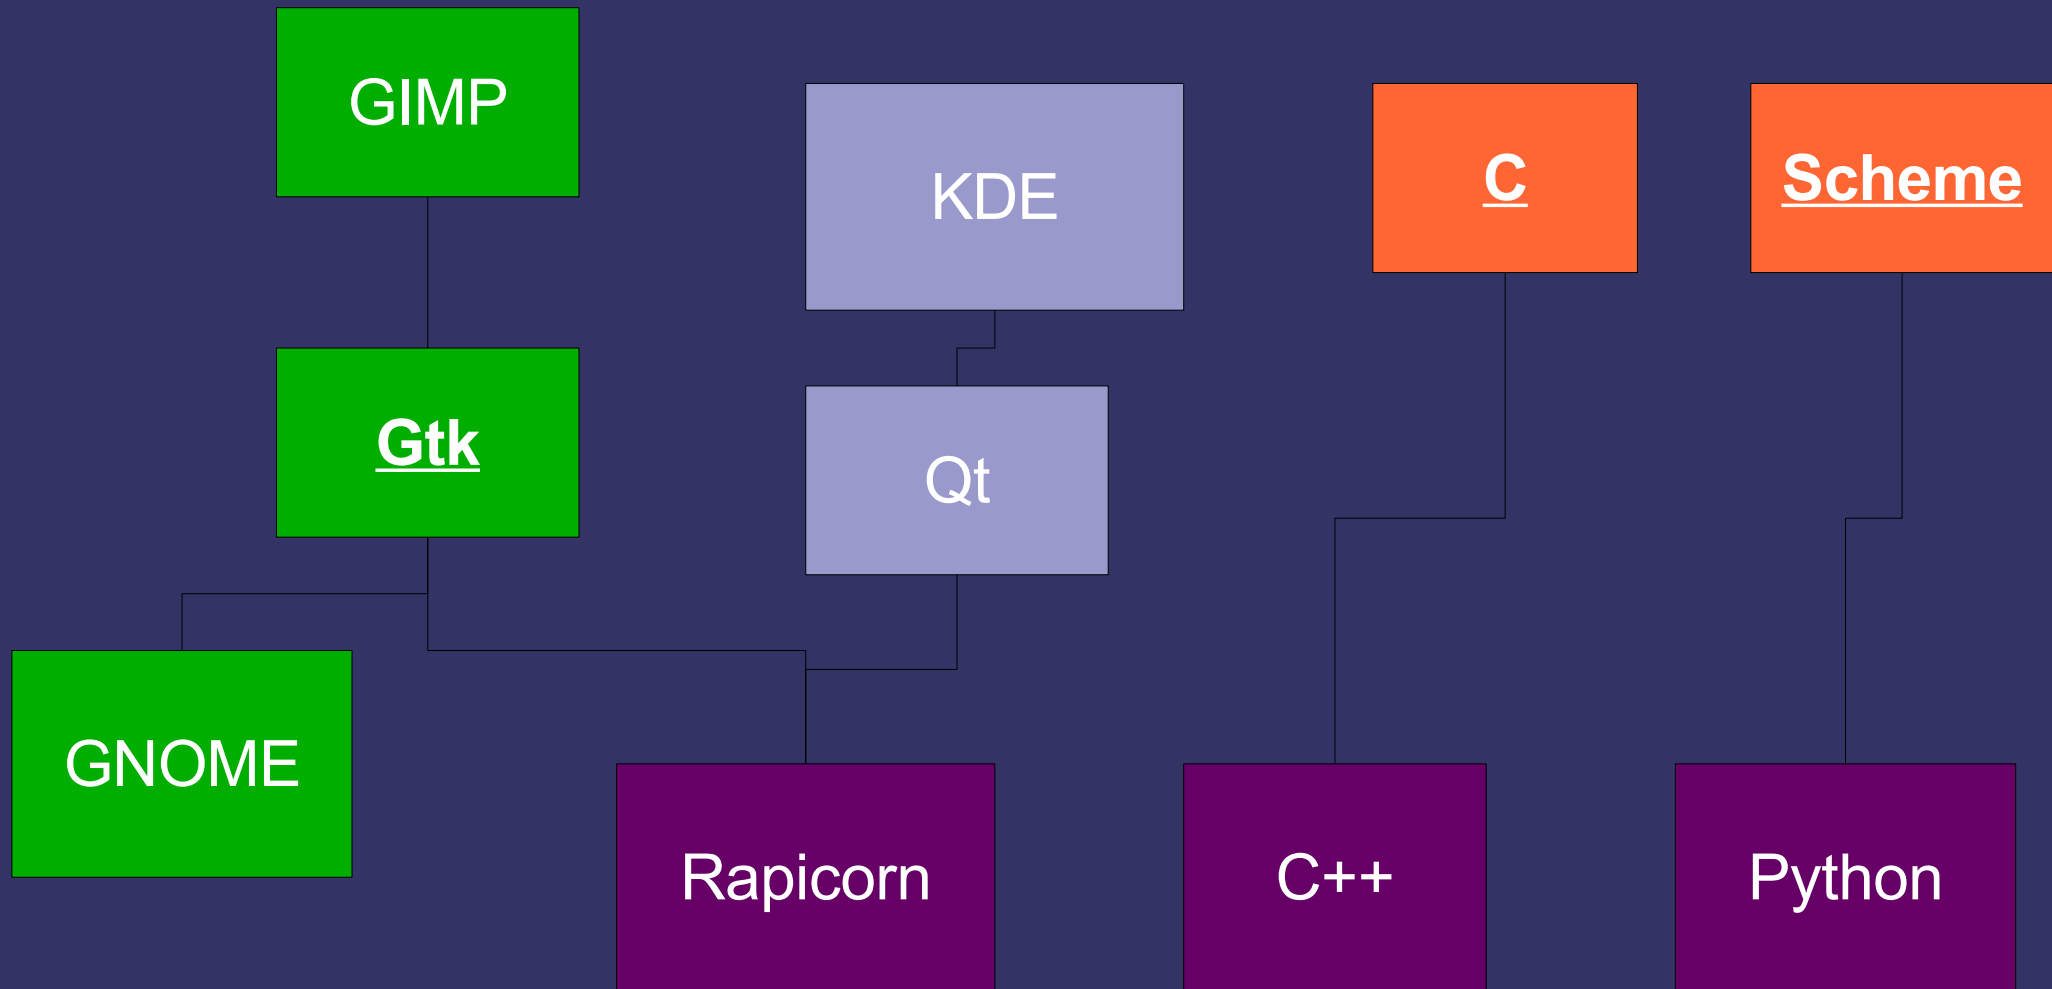 GIMP
KDE
C
Scheme
Gtk
Qt
GNOME
Rapicorn
C++
Python